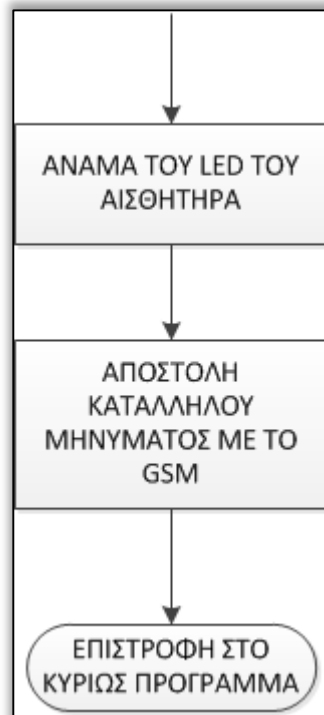 ΑΝΑΜΑ ΤΟΥ LED ΤΟΥ
ΑΙΣΘΗΤΗΡΑ
ΑΠΟΣΤΟΛΗ
ΚΑΤΑΛΛΗΛΟΥ
ΜΗΝΥΜΑΤΟΣ ΜΕ ΤΟ
GSM
ΕΠΙΣΤΡΟΦΗ ΣΤΟ
ΚΥΡΙΩΣ ΠΡΟΓΡΑΜΜΑ